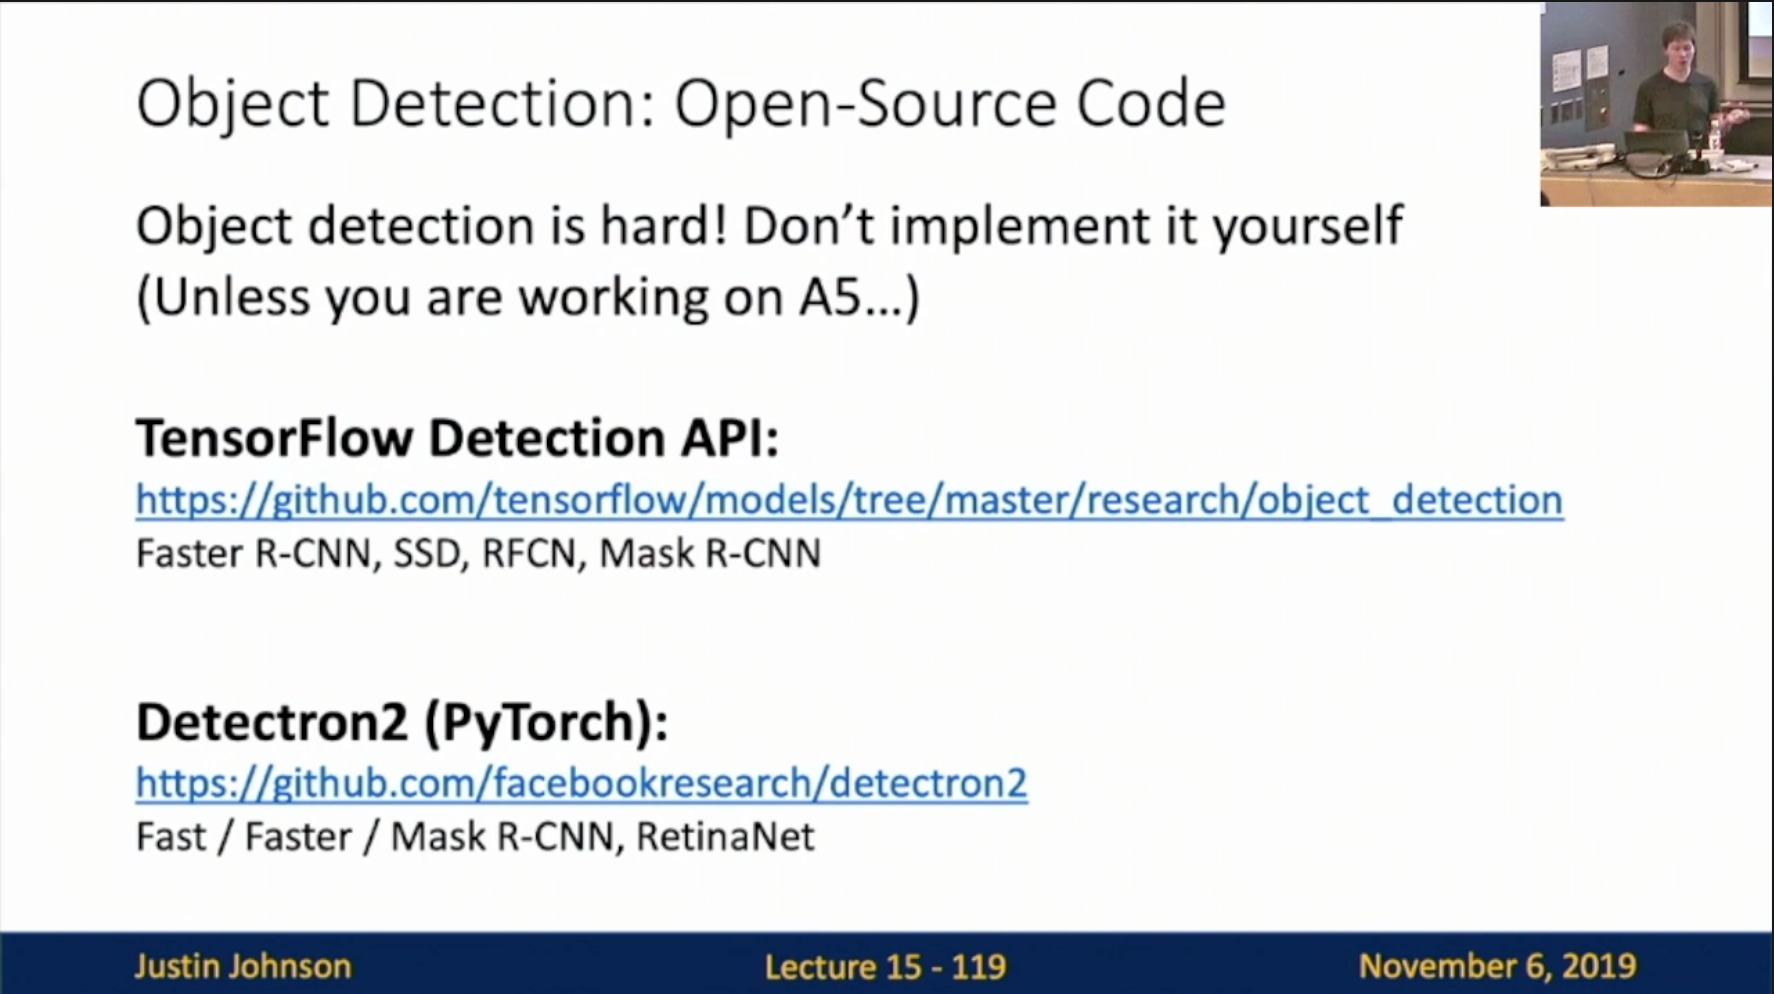 Object Detection: Open-Source Code
Object detection is hard! Don’t implement it yourself
(Unless you are working on A5…)
TensorFlow Detection API:
https://github.com/tensorflow/models/tree/master/research/object_detection
Faster R-CNN, SSD, RFCN, Mask R-CNN
Detectron2 (PyTorch):
https://github.com/facebookresearch/detectron2
Fast / Faster / Mask R-CNN, RetinaNet
Justin Johnson
Lecture 15 - 119
November 6, 2019